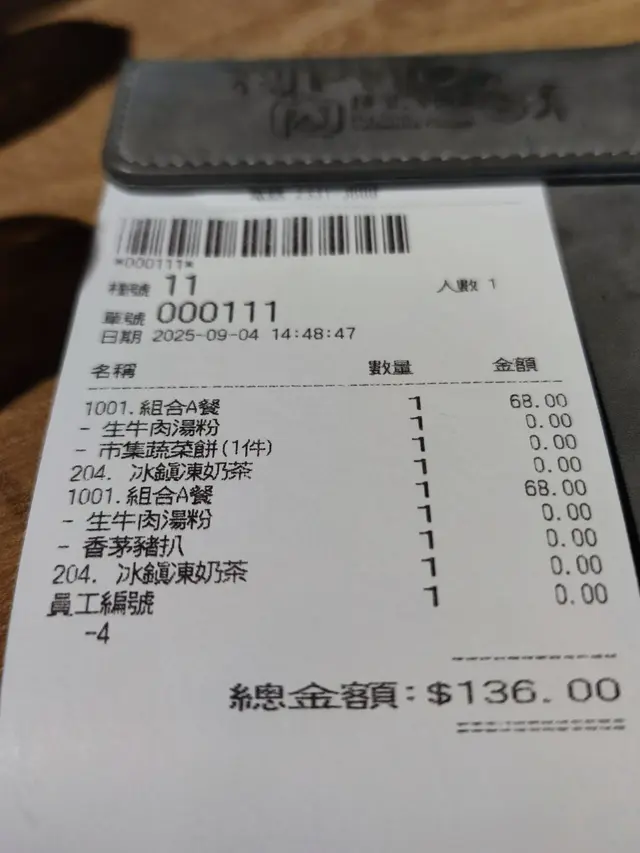 *000111*
檯號 11 人數 1
單號 000111
日期 2025-09-04 14:48:47
名稱 數量 金額
1001.組合A餐 1 68.00
- 生牛肉湯粉 1 0.00
- 市集蔬菜餅(1件) 1 0.00
204. 冰鎮凍奶茶 1 0.00
1001.組合A餐 1 68.00
- 生牛肉湯粉 1 0.00
- 香茅豬扒 1 0.00
204. 冰鎮凍奶茶 1 0.00
員工編號 1 0.00
-4
總金額:$136.00